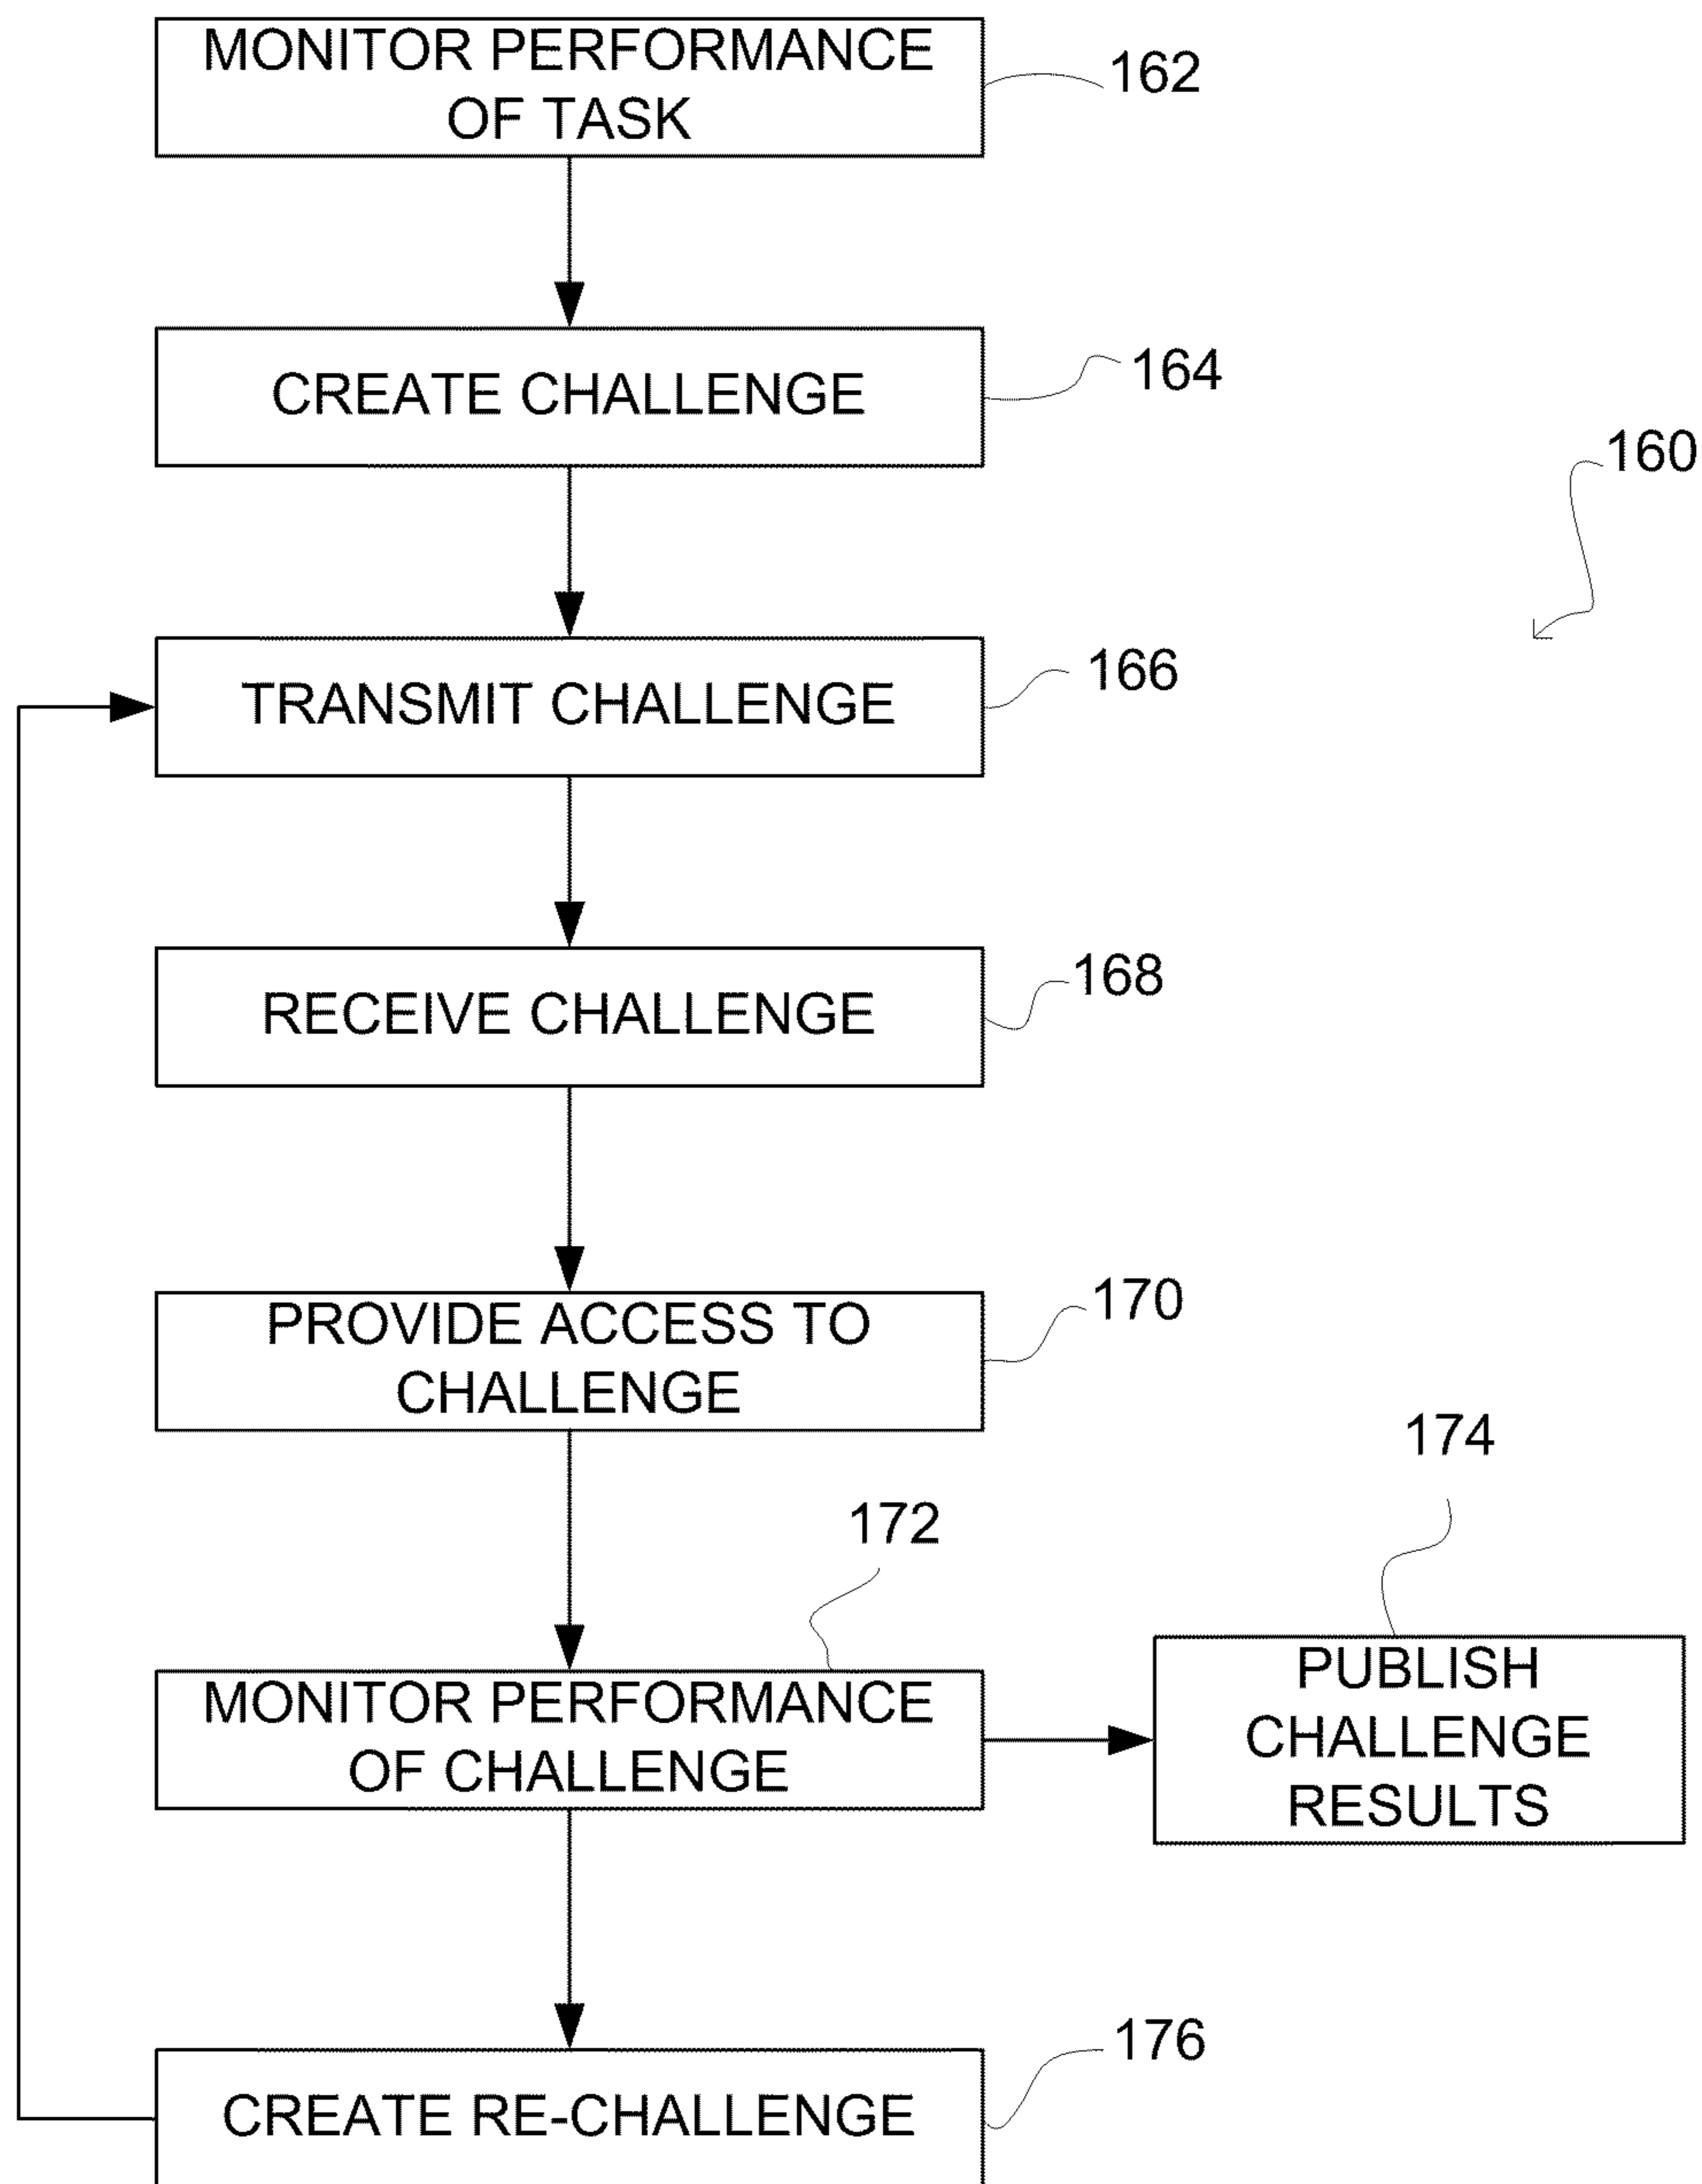 MONITOR PERFORMANCE
OF TASK
162
CREATE CHALLENGE
164
160
TRANSMIT CHALLENGE
166
RECEIVE CHALLENGE
168
PROVIDE ACCESS TO
CHALLENGE
170
172
174
MONITOR PERFORMANCE
OF CHALLENGE
PUBLISH
CHALLENGE
RESULTS
CREATE RE-CHALLENGE
176